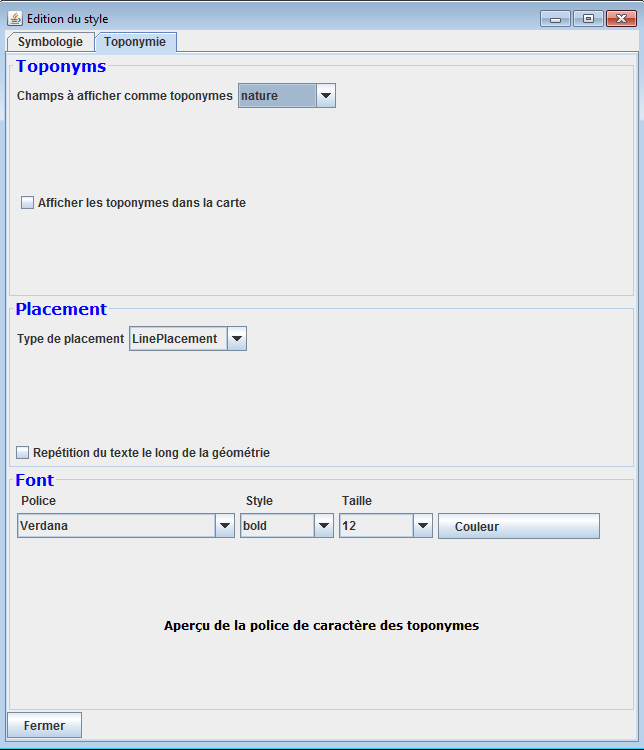 Edition du style
Symbologie Toponymie
Toponyms
Champs à afficher comme toponymes nature
Afficher les toponymes dans la carte
Placement
Type de placement LinePlacement
Repétition du texte le long de la géométrie
Font
Police Style Taille
Verdana bold 12 Couleur
Aperçu de la police de caractère des toponymes
Fermer